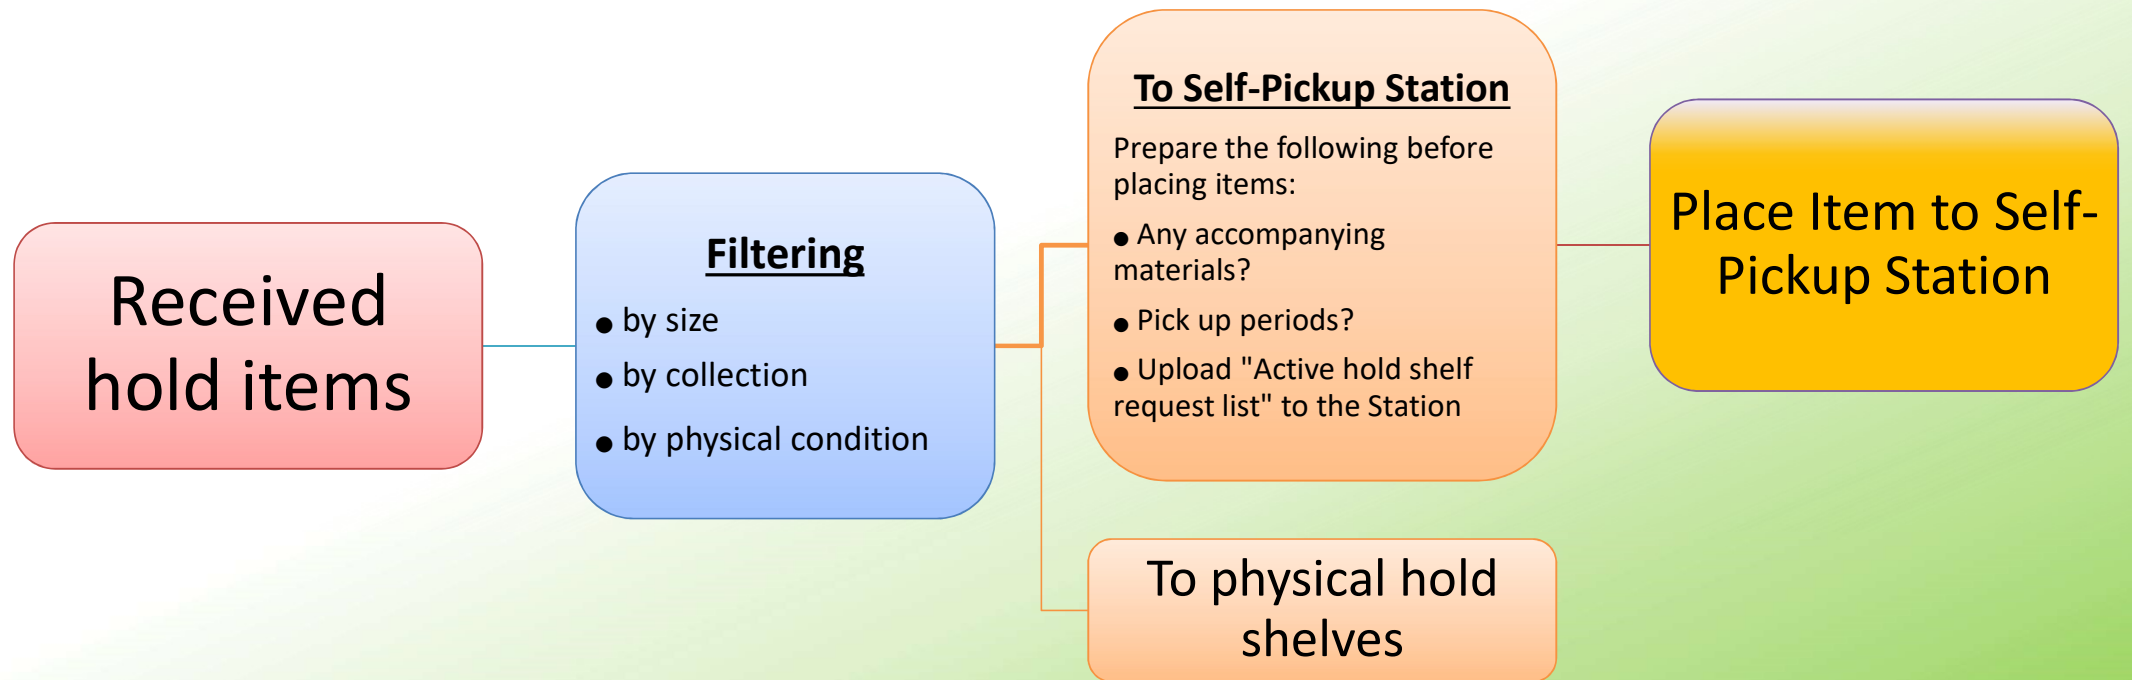 Received
hold items
Filtering
● by size
● by collection
● by physical condition
To Self-Pickup Station
Prepare the following before
placing items:
● Any accompanying
materials?
● Pick up periods?
● Upload "Active hold shelf
request list" to the Station
To physical hold
shelves
Place Item to Self-
Pickup Station